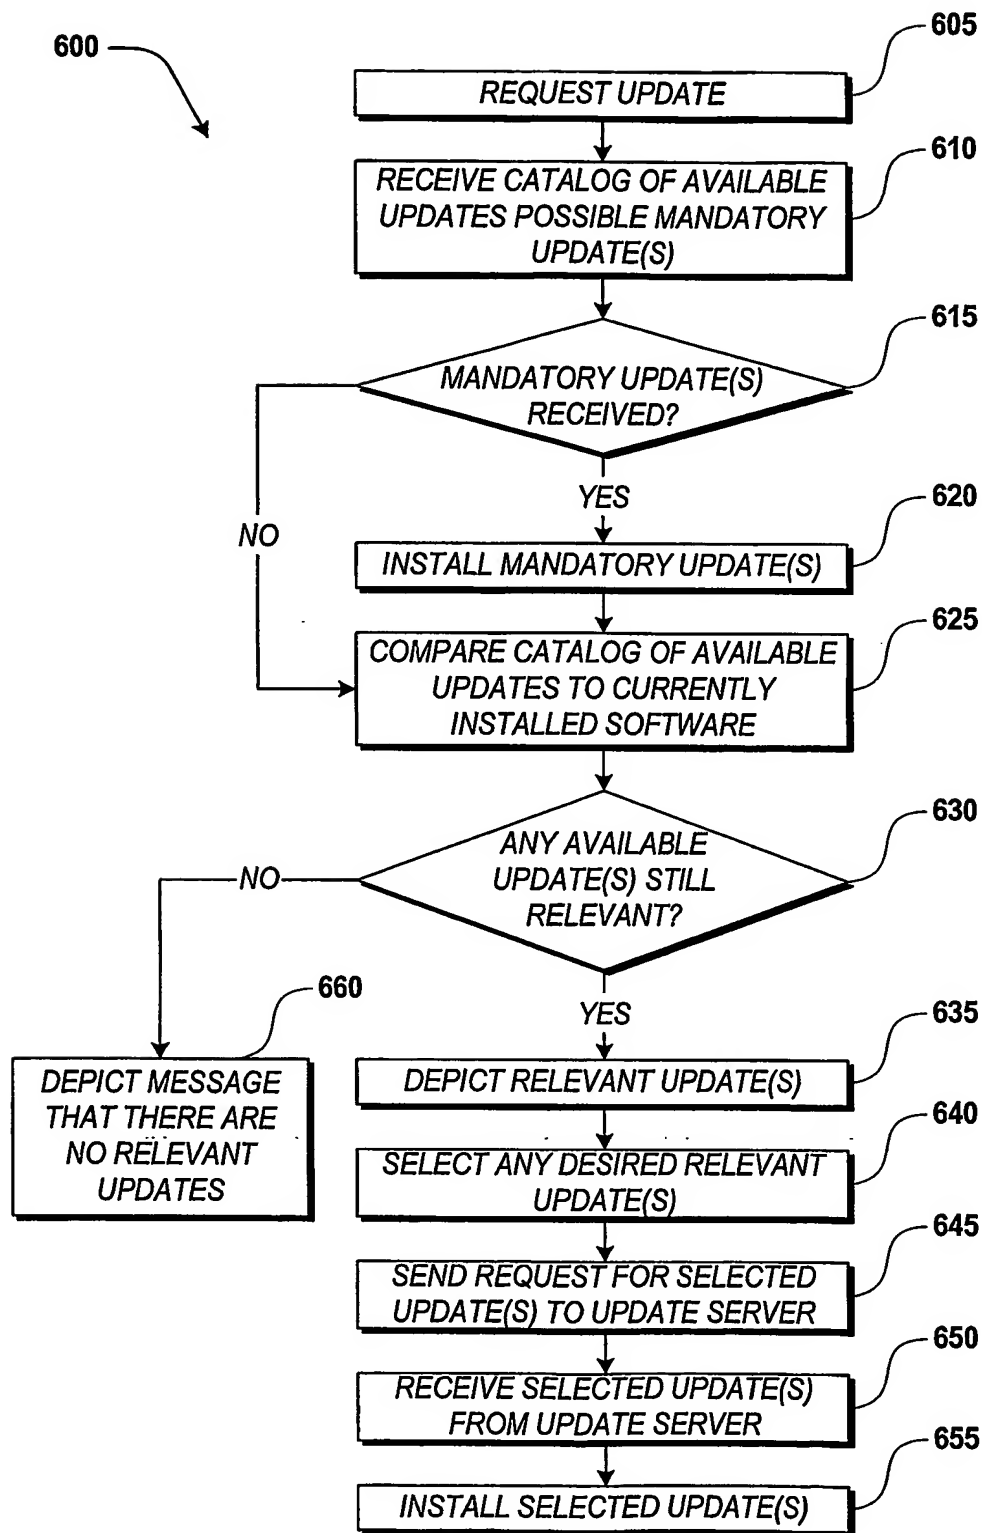 600
605
REQUEST UPDATE
610
RECEIVE CATALOG OF AVAILABLE
UPDATES POSSIBLE MANDATORY
UPDATE(S)
615
MANDATORY UPDATE(S)
RECEIVED?
YES
NO
620
INSTALL MANDATORY UPDATE(S)
625
COMPARE CATALOG OF AVAILABLE
UPDATES TO CURRENTLY
INSTALLED SOFTWARE
630
ANY AVAILABLE
UPDATE(S) STILL
RELEVANT?
NO
YES
660
DEPICT MESSAGE
THAT THERE ARE
NO RELEVANT
UPDATES
635
DEPICT RELEVANT UPDATE(S)
640
SELECT ANY DESIRED RELEVANT
UPDATE(S)
645
SEND REQUEST FOR SELECTED
UPDATE(S) TO UPDATE SERVER
650
RECEIVE SELECTED UPDATE(S)
FROM UPDATE SERVER
655
INSTALL SELECTED UPDATE(S)